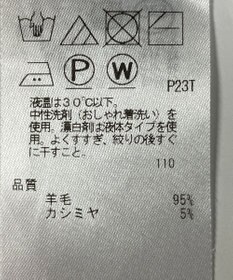 P W P23T
液温は30℃以下。
中性洗剤(おしゃれ着洗い)を
使用。漂白剤は液体タイプを使
用。よくすすぎ、絞りの後すぐ
に干すこと。
110
品質
羊毛 95%
カシミヤ 5%